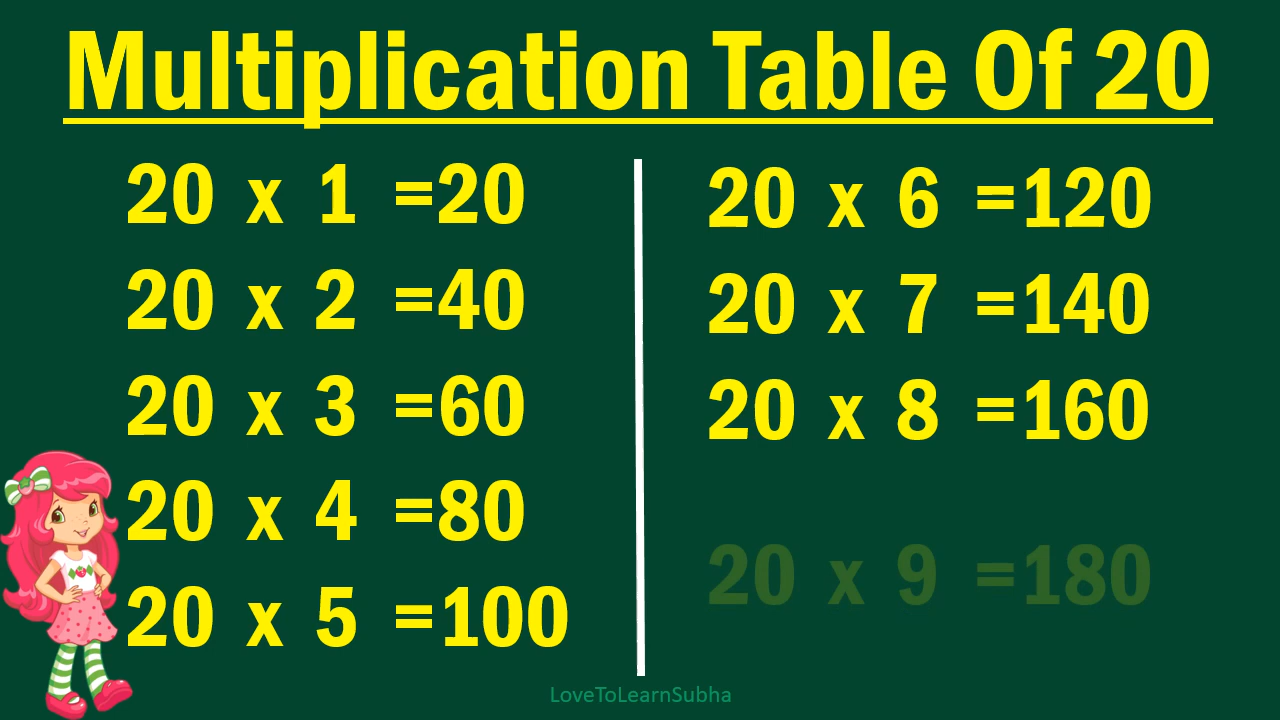 Multiplication Table Of 20
20 x 1 =20
20 x 2 =40
20 x 3 =60
20 x 4 =80
20 x 5 =100
20 x 6 =120
20 x 7 =140
20 x 8 =160
20 x 9 =180
LoveToLearnSubha